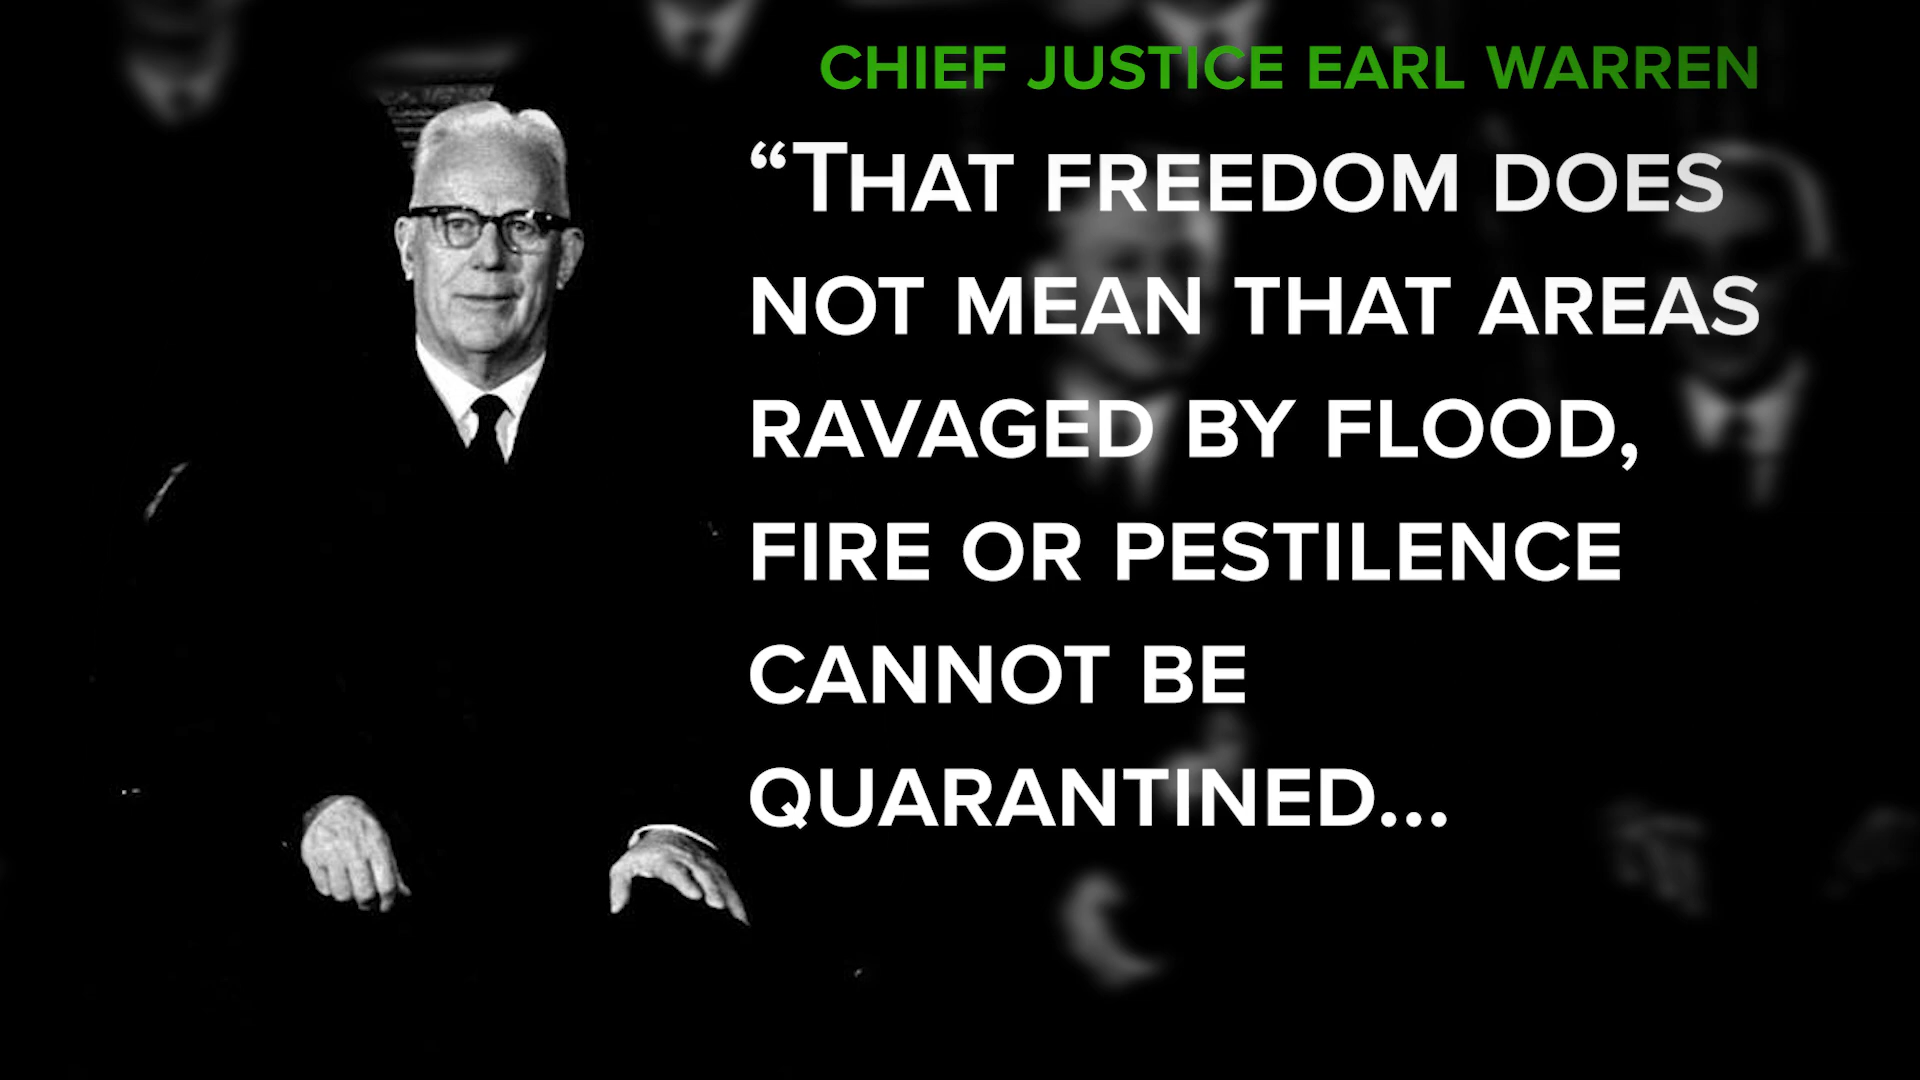 CHIEF JUSTICE EARL WARREN
“THAT FREEDOM DOES
NOT MEAN THAT AREAS
RAVAGED BY FLOOD,
FIRE OR PESTILENCE
CANNOT BE
QUARANTINED...